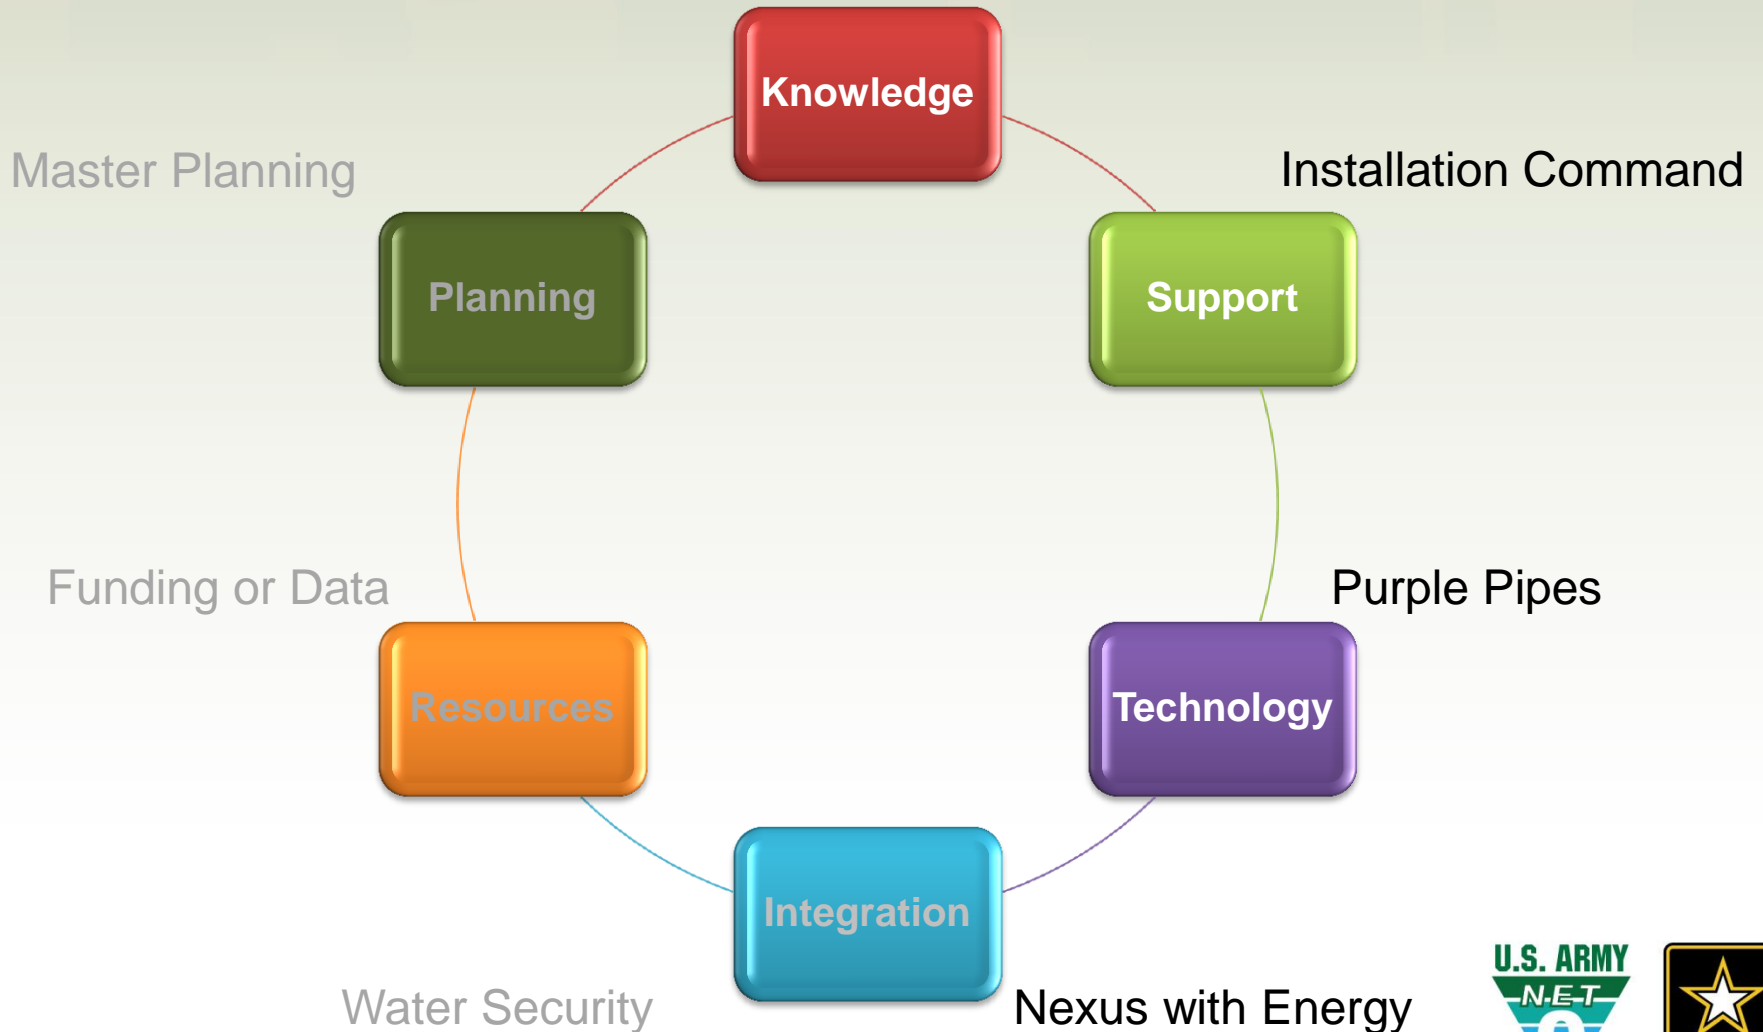 Knowledge
Master Planning
Installation Command
Planning
Support
Funding or Data
Purple Pipes
Resources
Technology
Integration
Water Security
Nexus with Energy
U.S. ARMY
N·E·T